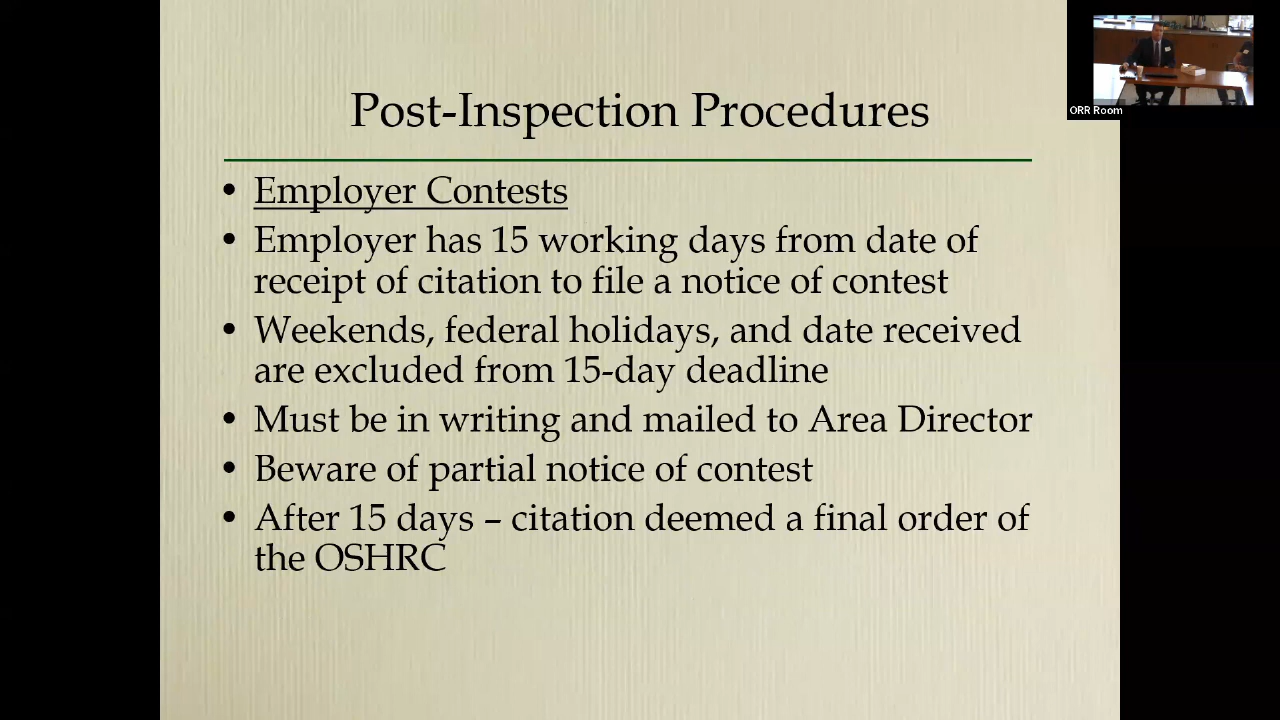 Post-Inspection Procedures
ORR Room
• Employer Contests
• Employer has 15 working days from date of
receipt of citation to file a notice of contest
• Weekends, federal holidays, and date received
are excluded from 15-day deadline
• Must be in writing and mailed to Area Director
• Beware of partial notice of contest
• After 15 days – citation deemed a final order of
the OSHRC